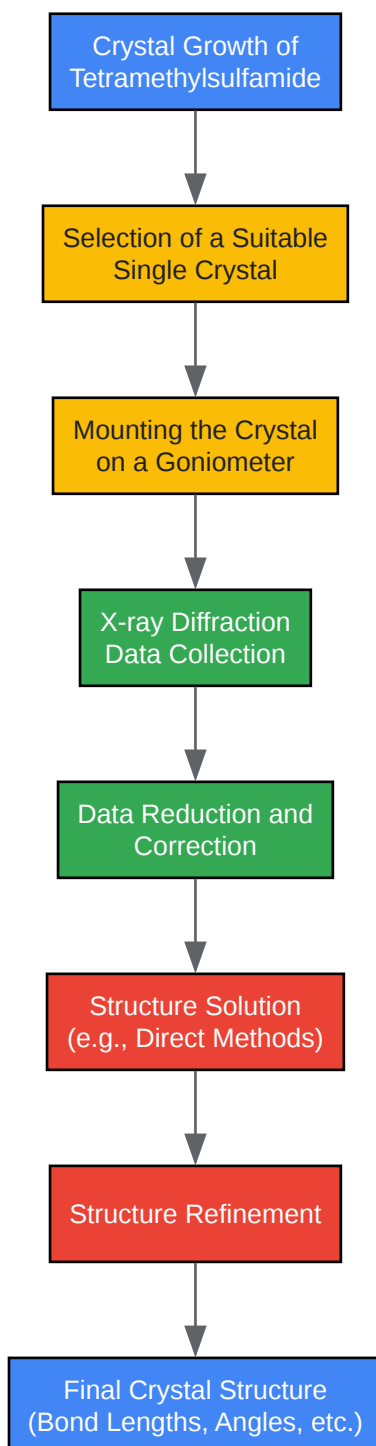 Crystal Growth of
Tetramethylsulfamide
Selection of a Suitable
Single Crystal
Mounting the Crystal
on a Goniometer
X-ray Diffraction
Data Collection
Data Reduction and
Correction
Structure Solution
(e.g., Direct Methods)
Structure Refinement
Final Crystal Structure
(Bond Lengths, Angles, etc.)